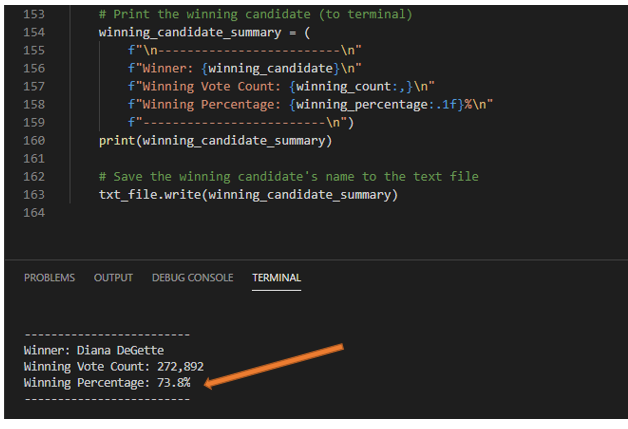 153 # Print the winning candidate (to terminal)
154 winning_candidate_summary = (
155 f"\n-------------------------\n"
156 f"Winner: {winning_candidate}\n"
157 f"Winning Vote Count: {winning_count:,}\n"
158 f"Winning Percentage: {winning_percentage:.1f}%\n"
159 f"-------------------------\n")
160 print(winning_candidate_summary)
161
162 # Save the winning candidate's name to the text file
163 txt_file.write(winning_candidate_summary)
164
PROBLEMS OUTPUT DEBUG CONSOLE TERMINAL
-------------------------
Winner: Diana DeGette
Winning Vote Count: 272,892
Winning Percentage: 73.8%
-------------------------